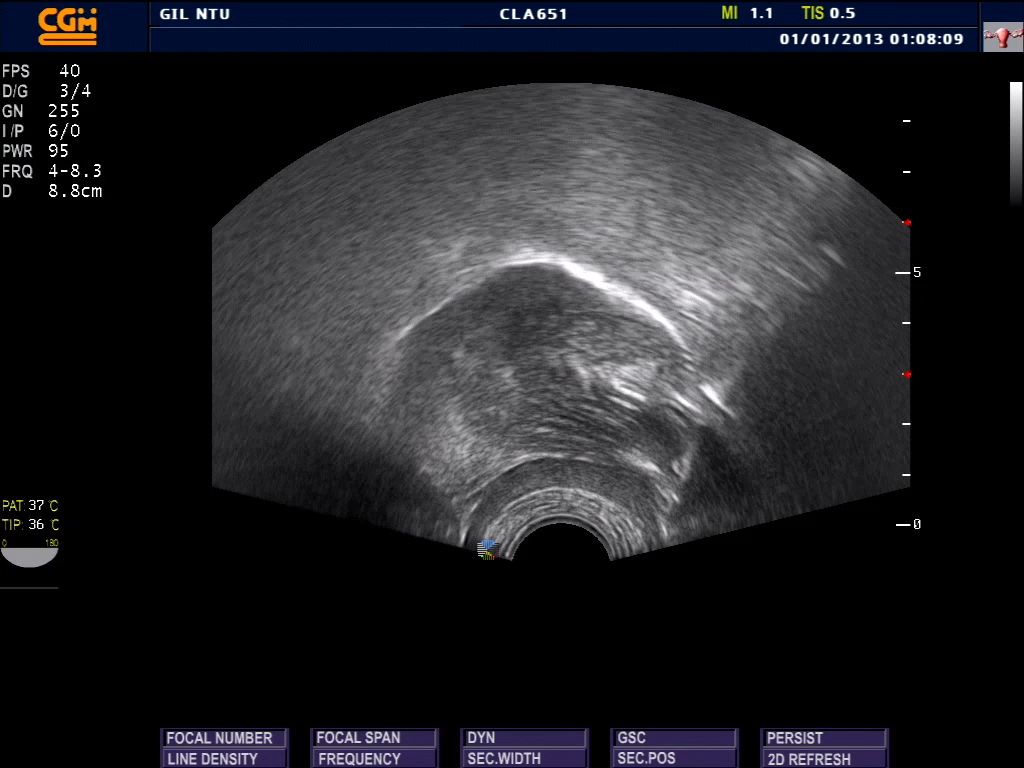 CGM
GIL NTU
CLA651
MI 1.1 TIS 0.5
01/01/2013 01:08:09
FPS 40
D/G 3/4
GN 255
I/P 6/0
PWR 95
FRQ 4-8.3
D 8.8cm
5
0
PAT: 37 °C
TIP: 36 °C
0 180
FOCAL NUMBER
LINE DENSITY
FOCAL SPAN
FREQUENCY
DYN
SEC.WIDTH
GSC
SEC.POS
PERSIST
2D REFRESH